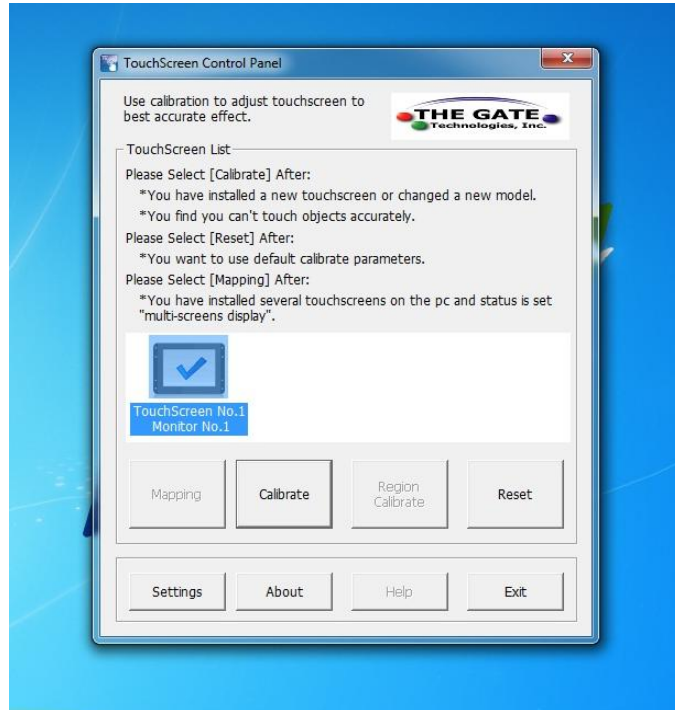 TouchScreen Control Panel
Use calibration to adjust touchscreen to
best accurate effect.
THE GATE
Technologies, Inc.
TouchScreen List
Please Select [Calibrate] After:
*You have installed a new touchscreen or changed a new model.
*You find you can't touch objects accurately.
Please Select [Reset] After:
*You want to use default calibrate parameters.
Please Select [Mapping] After:
*You have installed several touchscreens on the pc and status is set
"multi-screens display".
TouchScreen No.1
Monitor No.1
Mapping
Calibrate
Region
Calibrate
Reset
Settings
About
Help
Exit